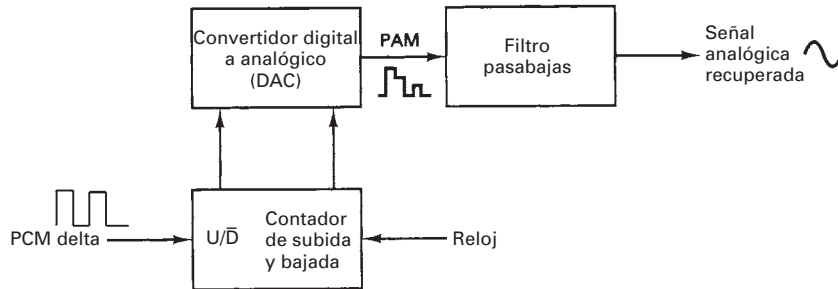 Convertidor digital
a analógico
(DAC)
PAM
Filtro
pasabajas
Señal
analógica
recuperada
PCM delta
U/D̅
Contador
de subida
y bajada
Reloj